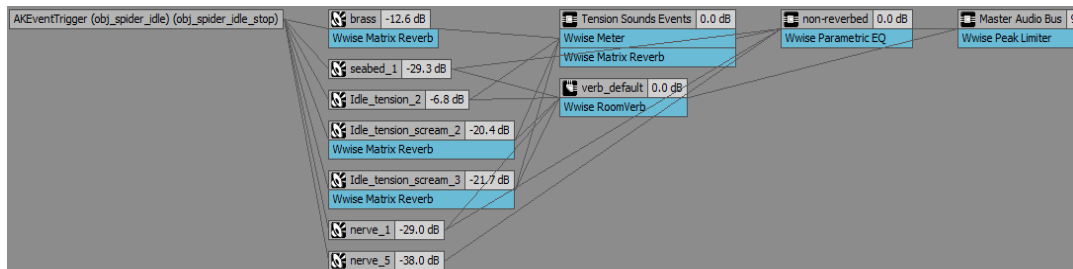 AKEventTrigger (obj_spider_idle) (obj_spider_idle_stop)
brass -12.6 dB
Wwise Matrix Reverb
seabed_1 -29.3 dB
Idle_tension_2 -6.8 dB
Idle_tension_scream_2 -20.4 dB
Wwise Matrix Reverb
Idle_tension_scream_3 -21.7 dB
Wwise Matrix Reverb
nerve_1 -29.0 dB
nerve_5 -38.0 dB
Tension Sounds Events 0.0 dB
Wwise Meter
Wwise Matrix Reverb
verb_default 0.0 dB
Wwise RoomVerb
non-reverbed 0.0 dB
Wwise Parametric EQ
Master Audio Bus
Wwise Peak Limiter